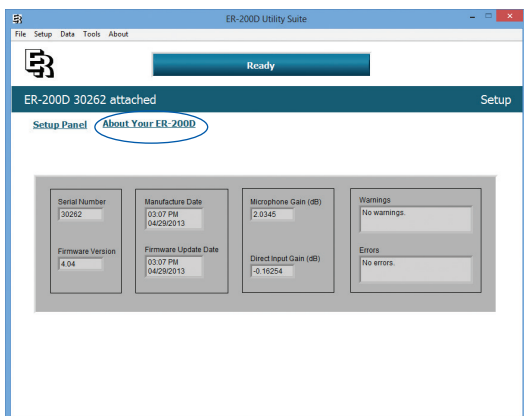 ER ER-200D Utility Suite
File Setup Data Tools About
ER
Ready
ER-200D 30262 attached Setup
Setup Panel About Your ER-200D
Serial Number Manufacture Date Microphone Gain (dB) Warnings
30262 03:07 PM 2.0345 No warnings.
04/29/2013
Firmware Version Firmware Update Date Direct Input Gain (dB) Errors
4.04 03:07 PM -0.16254 No errors.
04/29/2013